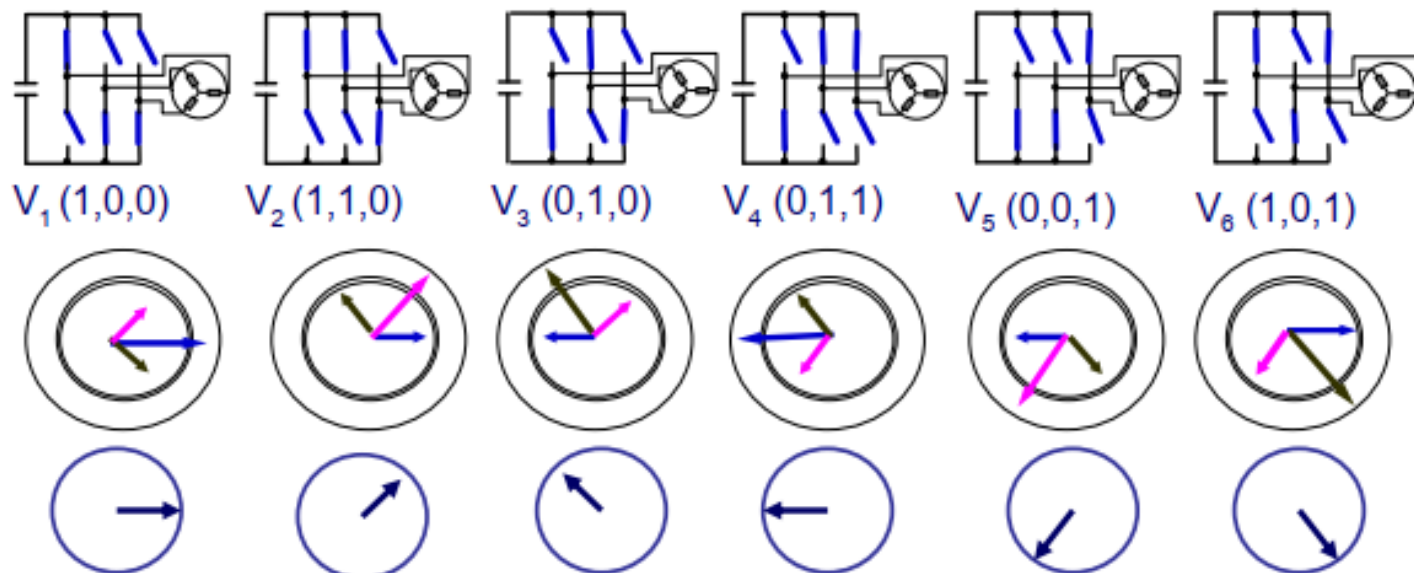 V₁ (1,0,0) V₂ (1,1,0) V₃ (0,1,0) V₄ (0,1,1) V₅ (0,0,1) V₆ (1,0,1)